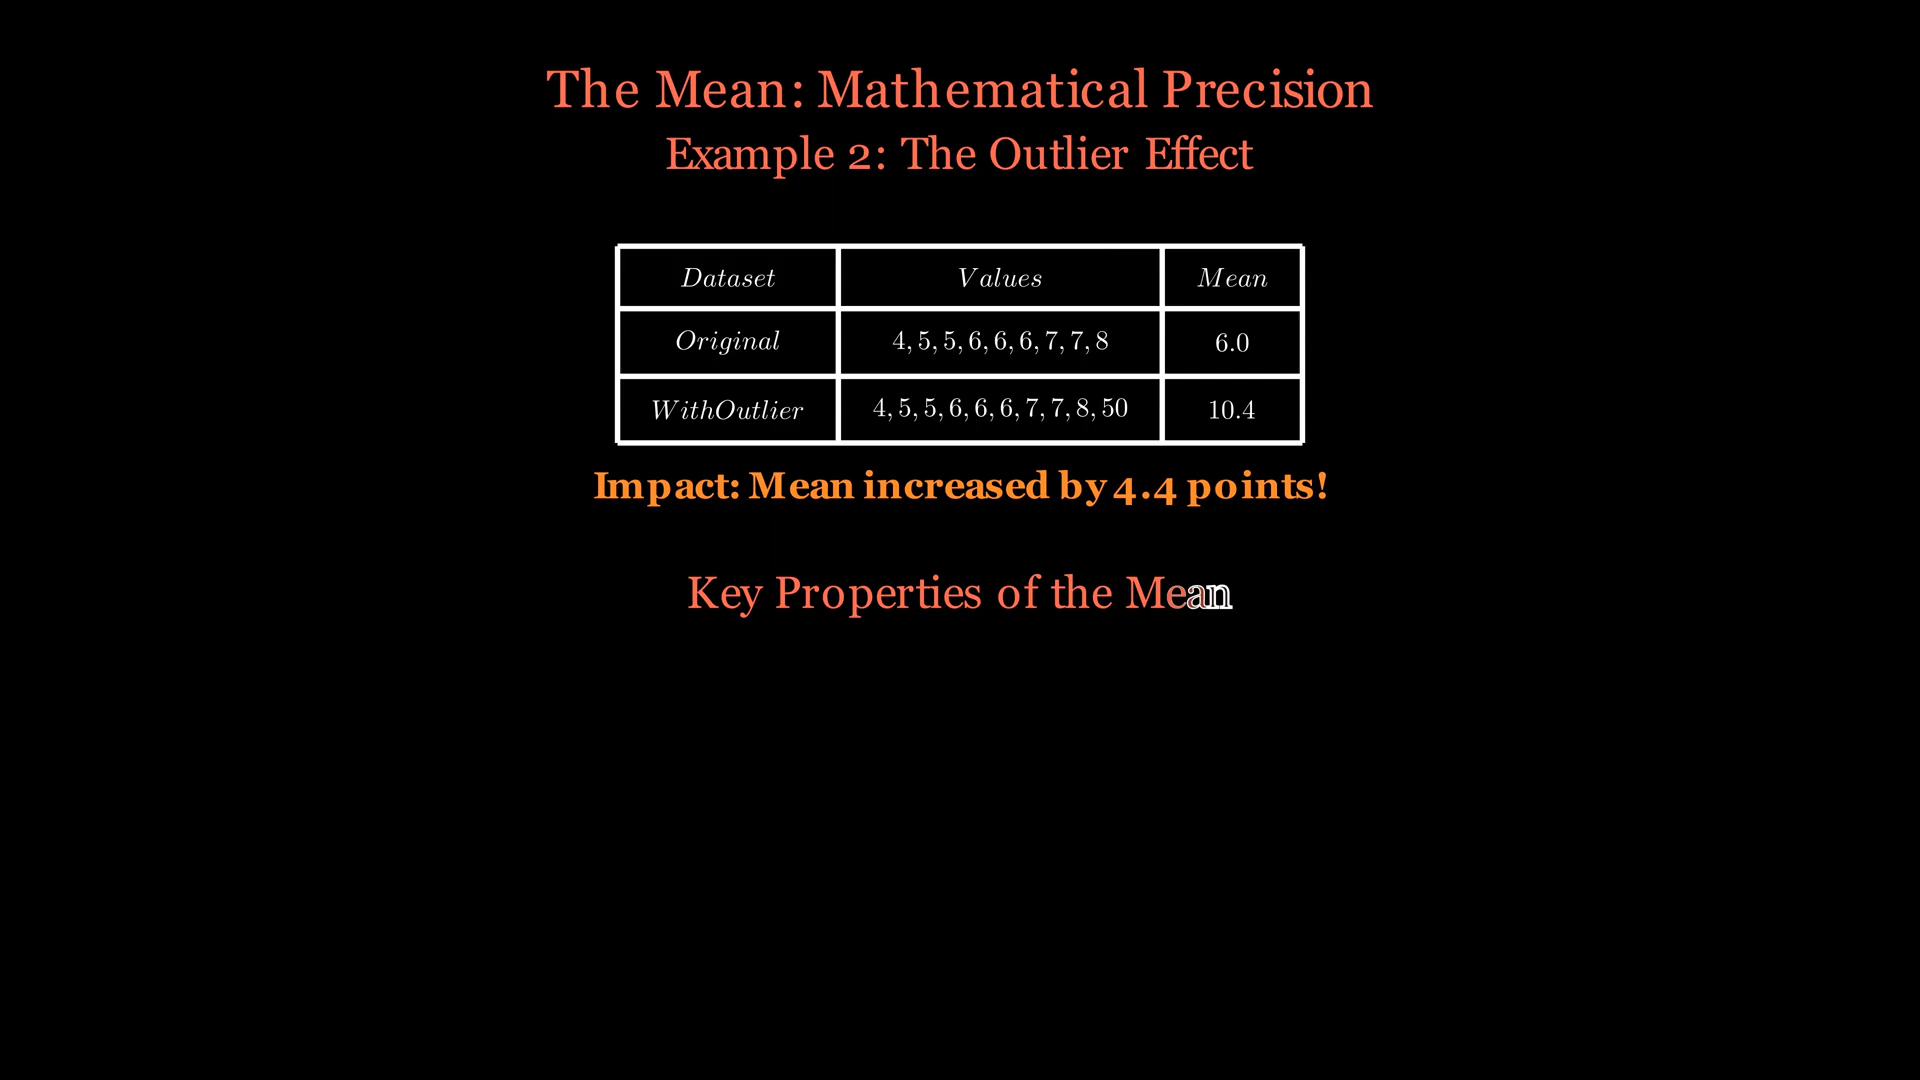 The Mean: Mathematical Precision
Example 2: The Outlier Effect
Dataset Values Mean
Original 4, 5, 5, 6, 6, 6, 7, 7, 8 6.0
WithOutlier 4, 5, 5, 6, 6, 6, 7, 7, 8, 50 10.4
Impact: Mean increased by 4.4 points!
Key Properties of the Mean